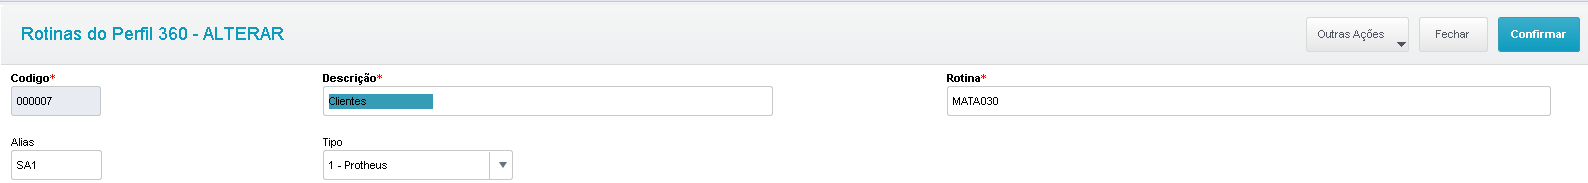 Rotinas do Perfil 360 - ALTERAR
Outras Ações
Fechar
Confirmar
Codigo*
Descrição*
Rotina*
000007
Clientes
MATA030
Alias
Tipo
SA1
1 - Protheus